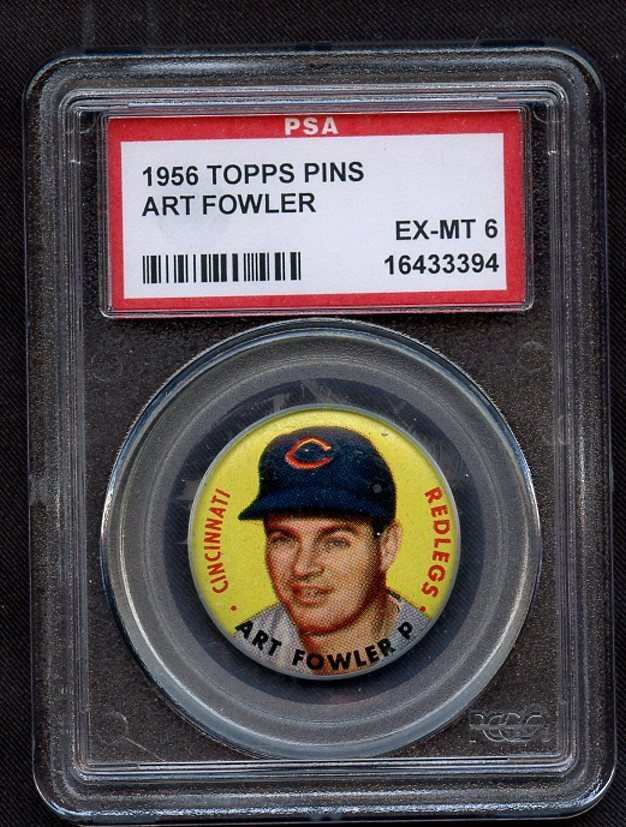 PSA
1956 TOPPS PINS
ART FOWLER
EX-MT 6
16433394
C
CINCINNATI
REDLEGS
ART FOWLER P